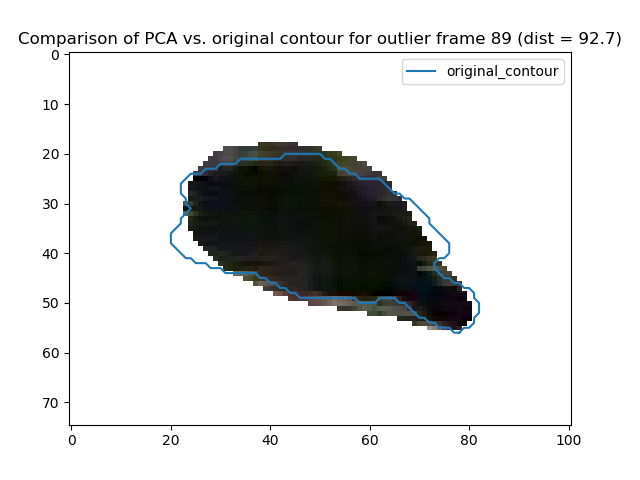 Comparison of PCA vs. original contour for outlier frame 89 (dist = 92.7)
original_contour
0
10
20
30
40
50
60
70
0 20 40 60 80 100